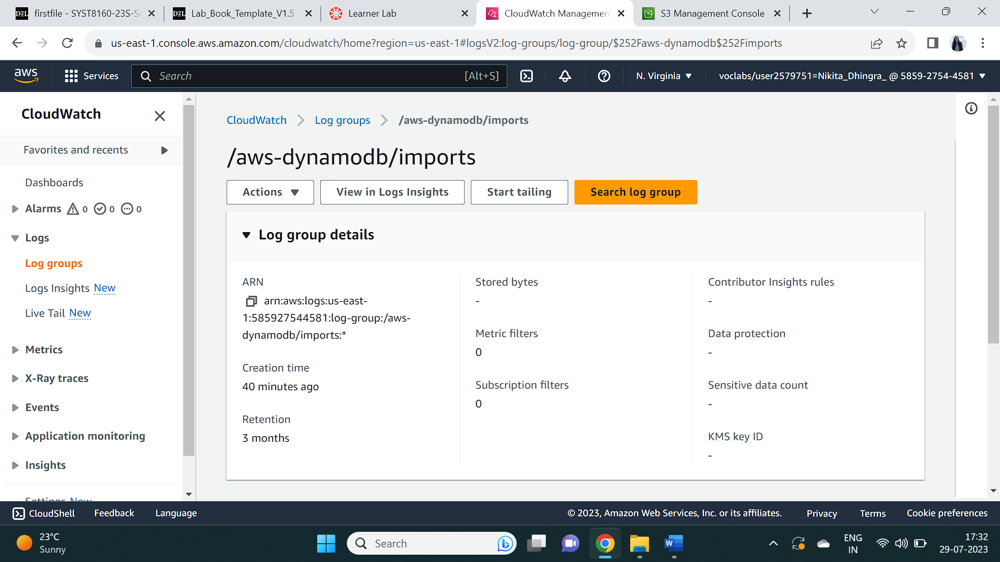 firstfile - SYST8160-23S-Se
Lab_Book_Template_V1.5 -
Learner Lab
CloudWatch Managemen
S3 Management Console
us-east-1.console.aws.amazon.com/cloudwatch/home?region=us-east-1#logsV2:log-groups/log-group/$252Faws-dynamodb$252Fimports
aws
Services
Search
[Alt+S]
N. Virginia
voclabs/user2579751=Nikita_Dhingra_ @ 5859-2754-4581
CloudWatch
Favorites and recents
Dashboards
Alarms 0 0 0
Logs
Log groups
Logs Insights New
Live Tail New
Metrics
X-Ray traces
Events
Application monitoring
Insights
Settings New
CloudWatch
Log groups
/aws-dynamodb/imports
/aws-dynamodb/imports
Actions
View in Logs Insights
Start tailing
Search log group
Log group details
ARN
arn:aws:logs:us-east-
1:585927544581:log-group:/aws-
dynamodb/imports:*
Creation time
40 minutes ago
Retention
3 months
Stored bytes
-
Metric filters
0
Subscription filters
0
Contributor Insights rules
-
Data protection
-
Sensitive data count
-
KMS key ID
-
CloudShell
Feedback
Language
© 2023, Amazon Web Services, Inc. or its affiliates.
Privacy
Terms
Cookie preferences
23°C
Sunny
Search
ENG
IN
17:32
29-07-2023